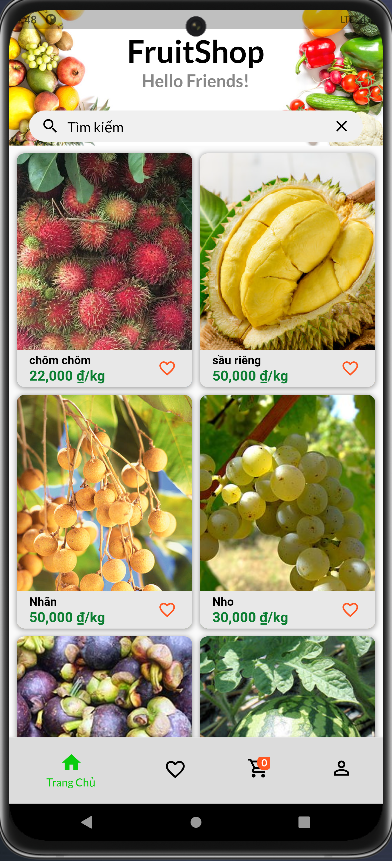 FruitShop
Hello Friends!
Tìm kiếm
chôm chôm
22,000 ₫/kg
sầu riêng
50,000 ₫/kg
Nhãn
50,000 ₫/kg
Nho
30,000 ₫/kg
0
Trang Chủ